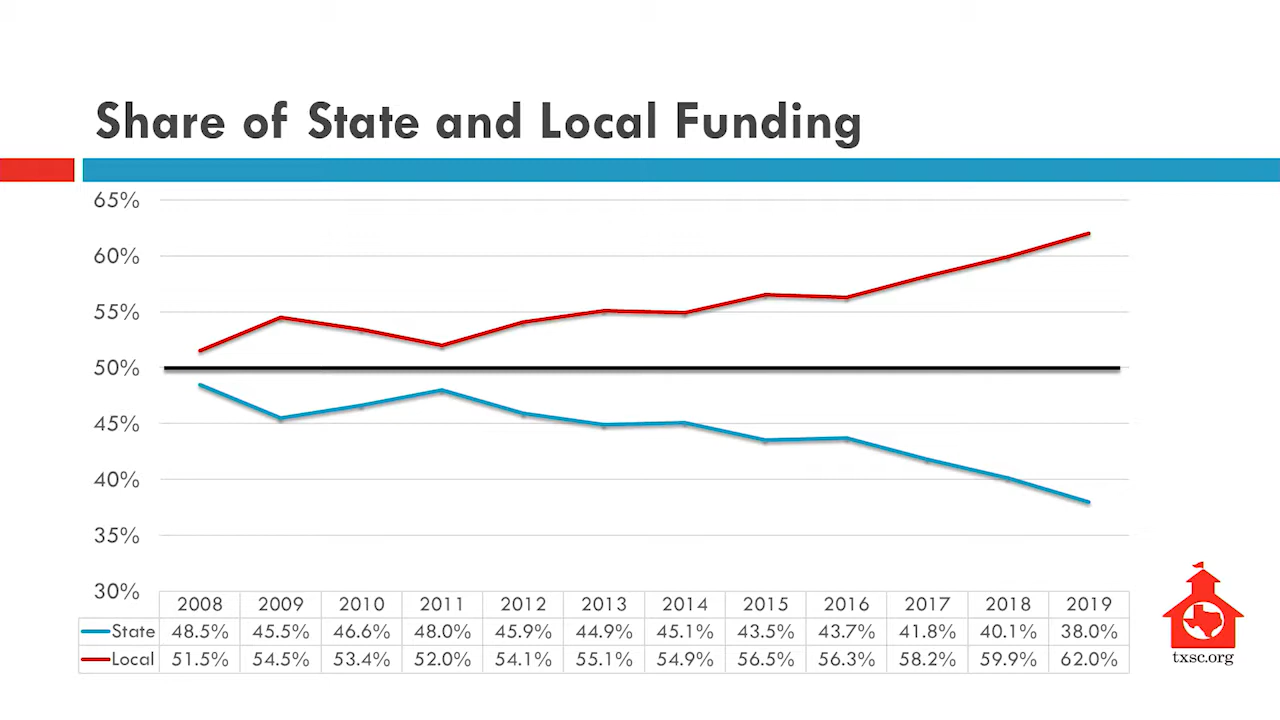 Share of State and Local Funding
65%
60%
55%
50%
45%
40%
35%
30%
2008 2009 2010 2011 2012 2013 2014 2015 2016 2017 2018 2019
State 48.5% 45.5% 46.6% 48.0% 45.9% 44.9% 45.1% 43.5% 43.7% 41.8% 40.1% 38.0%
Local 51.5% 54.5% 53.4% 52.0% 54.1% 55.1% 54.9% 56.5% 56.3% 58.2% 59.9% 62.0%
txsc.org